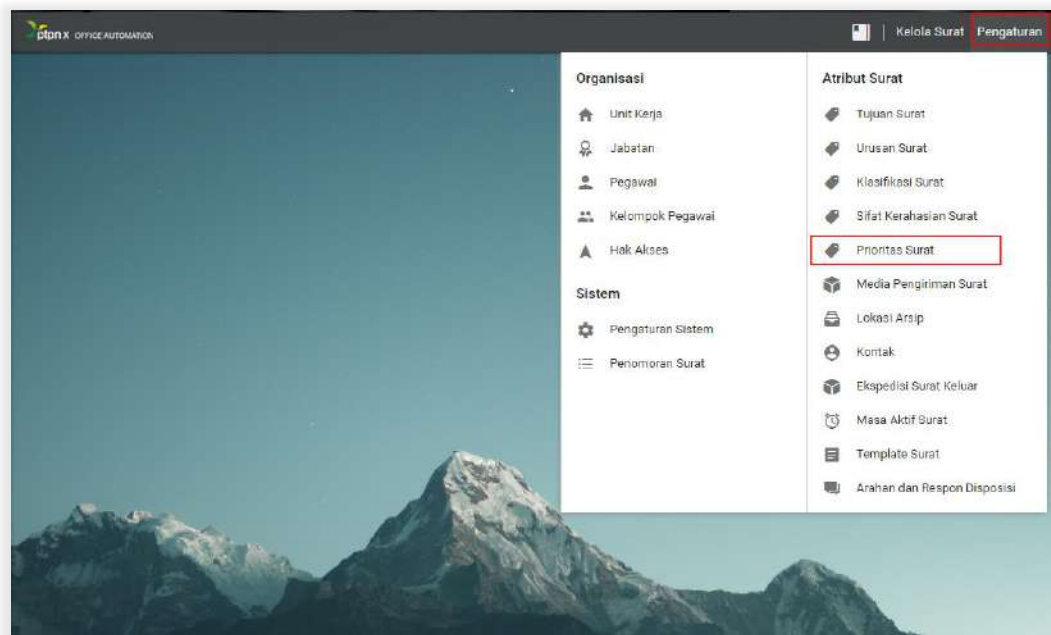 ptpn x OFFICE AUTOMATION
Kelola Surat
Pengaturan
Organisasi
Unit Kerja
Jabatan
Pegawai
Kelompok Pegawai
Hak Akses
Sistem
Pengaturan Sistem
Penomoran Surat
Atribut Surat
Tujuan Surat
Urusan Surat
Klasifikasi Surat
Sifat Kerahasian Surat
Prioritas Surat
Media Pengiriman Surat
Lokasi Arsip
Kontak
Ekspedisi Surat Keluar
Masa Aktif Surat
Template Surat
Arahan dan Respon Disposisi